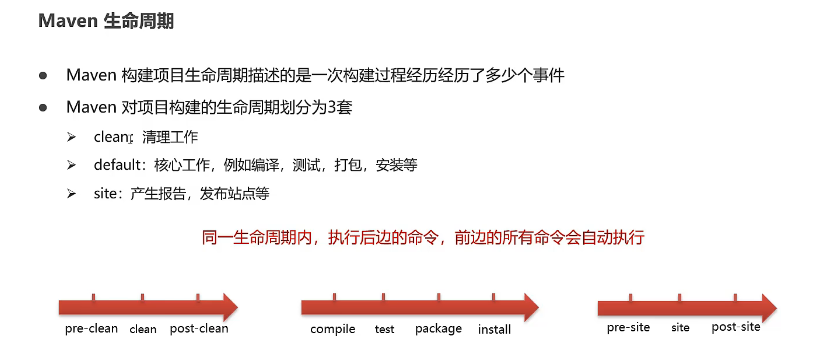 Maven 生命周期
● Maven 构建项目生命周期描述的是一次构建过程经历经历了多少个事件
● Maven 对项目构建的生命周期划分为3套
➢ clean：清理工作
➢ default：核心工作，例如编译，测试，打包，安装等
➢ site：产生报告，发布站点等
同一生命周期内，执行后边的命令，前边的所有命令会自动执行
pre-clean clean post-clean compile test package install pre-site site post-site